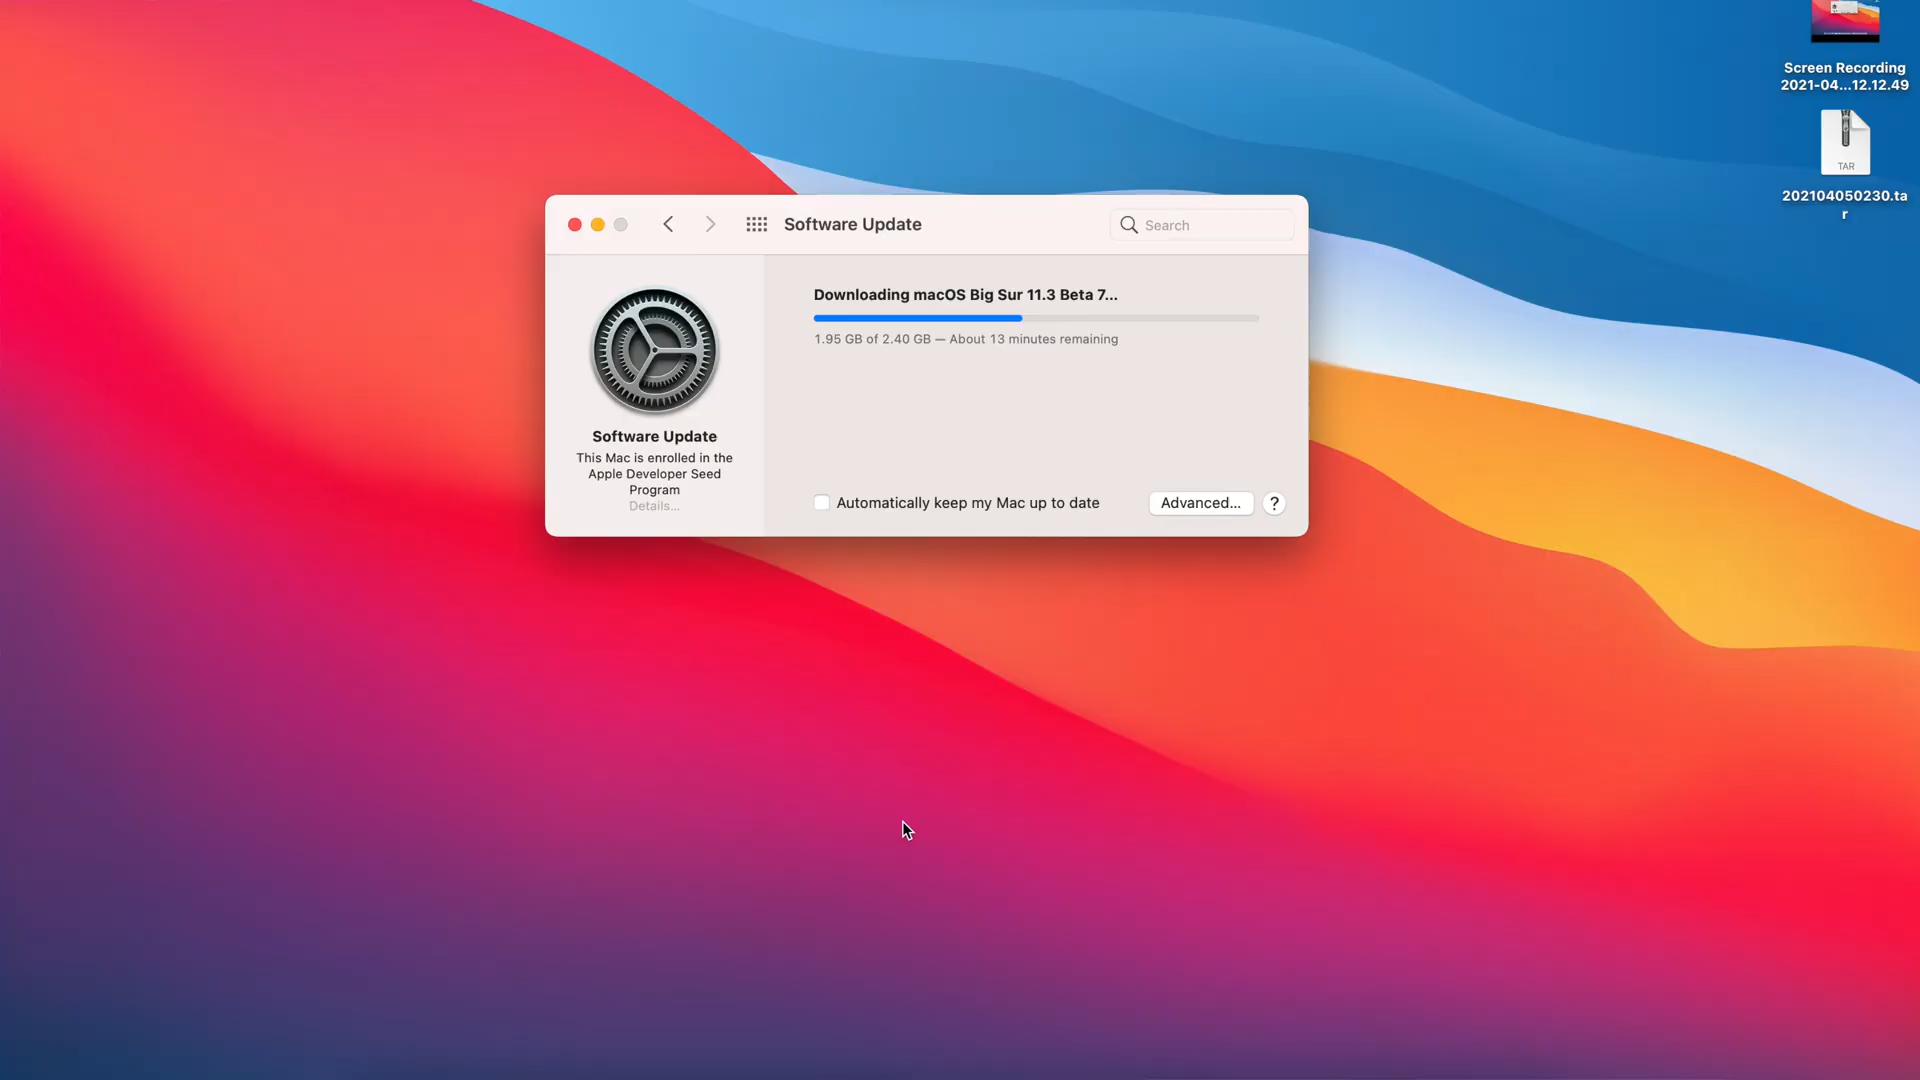 Screen Recording
2021-04...12.12.49
TAR
202104050230.ta
r
Software Update
Search
Downloading macOS Big Sur 11.3 Beta 7...
1.95 GB of 2.40 GB — About 13 minutes remaining
Software Update
This Mac is enrolled in the
Apple Developer Seed
Program
Details...
Automatically keep my Mac up to date
Advanced...
?